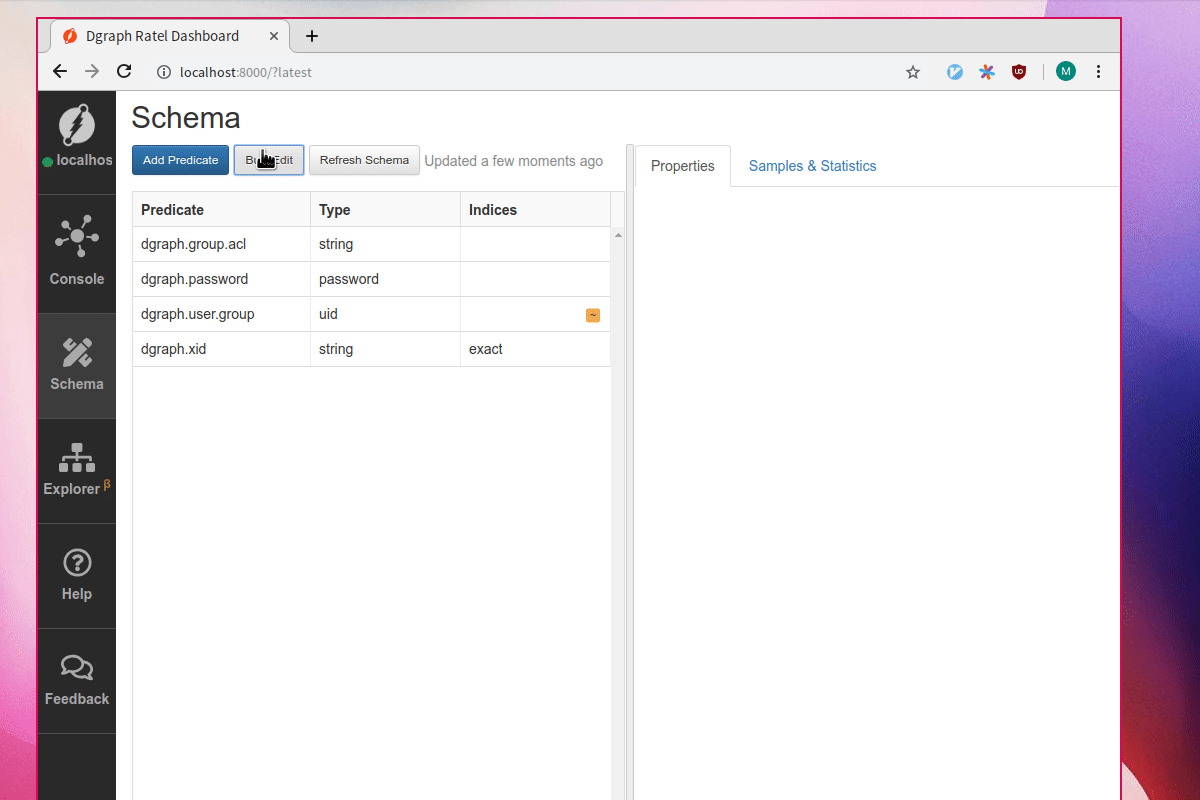 Dgraph Ratel Dashboard
localhost:8000/?latest
M
Schema
localhos
Add Predicate
Edit
Refresh Schema
Updated a few moments ago
Properties
Samples & Statistics
Predicate Type Indices
dgraph.group.acl string
dgraph.password password
dgraph.user.group uid ~
dgraph.xid string exact
Console
Schema
Explorer β
Help
Feedback